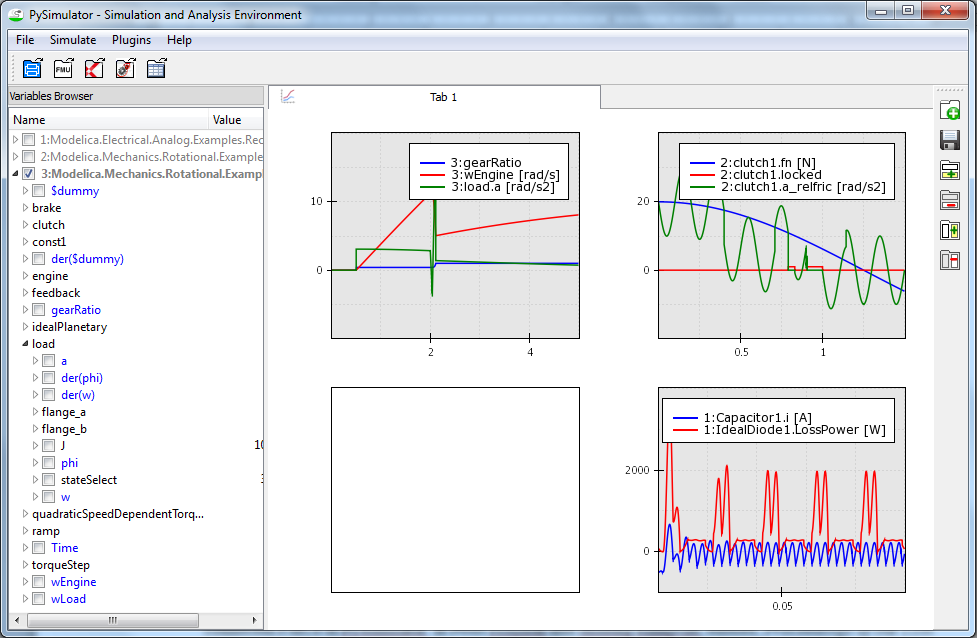 PySimulator - Simulation and Analysis Environment
File Simulate Plugins Help
FMU
Variables Browser
Name Value
1:Modelica.Electrical.Analog.Examples.Rec
2:Modelica.Mechanics.Rotational.Example
3:Modelica.Mechanics.Rotational.Examp
$dummy
brake
clutch
const1
der($dummy)
engine
feedback
gearRatio
idealPlanetary
load
a
der(phi)
der(w)
flange_a
flange_b
J 10
phi
stateSelect
w
quadraticSpeedDependentTorq...
ramp
Time
torqueStep
wEngine
wLoad
Tab 1
3:gearRatio
3:wEngine [rad/s]
3:load.a [rad/s2]
10
0
2 4
2:clutch1.fn [N]
2:clutch1.locked
2:clutch1.a_relfric [rad/s2]
20
0
0.5 1
1:Capacitor1.i [A]
1:IdealDiode1.LossPower [W]
2000
0
0.05